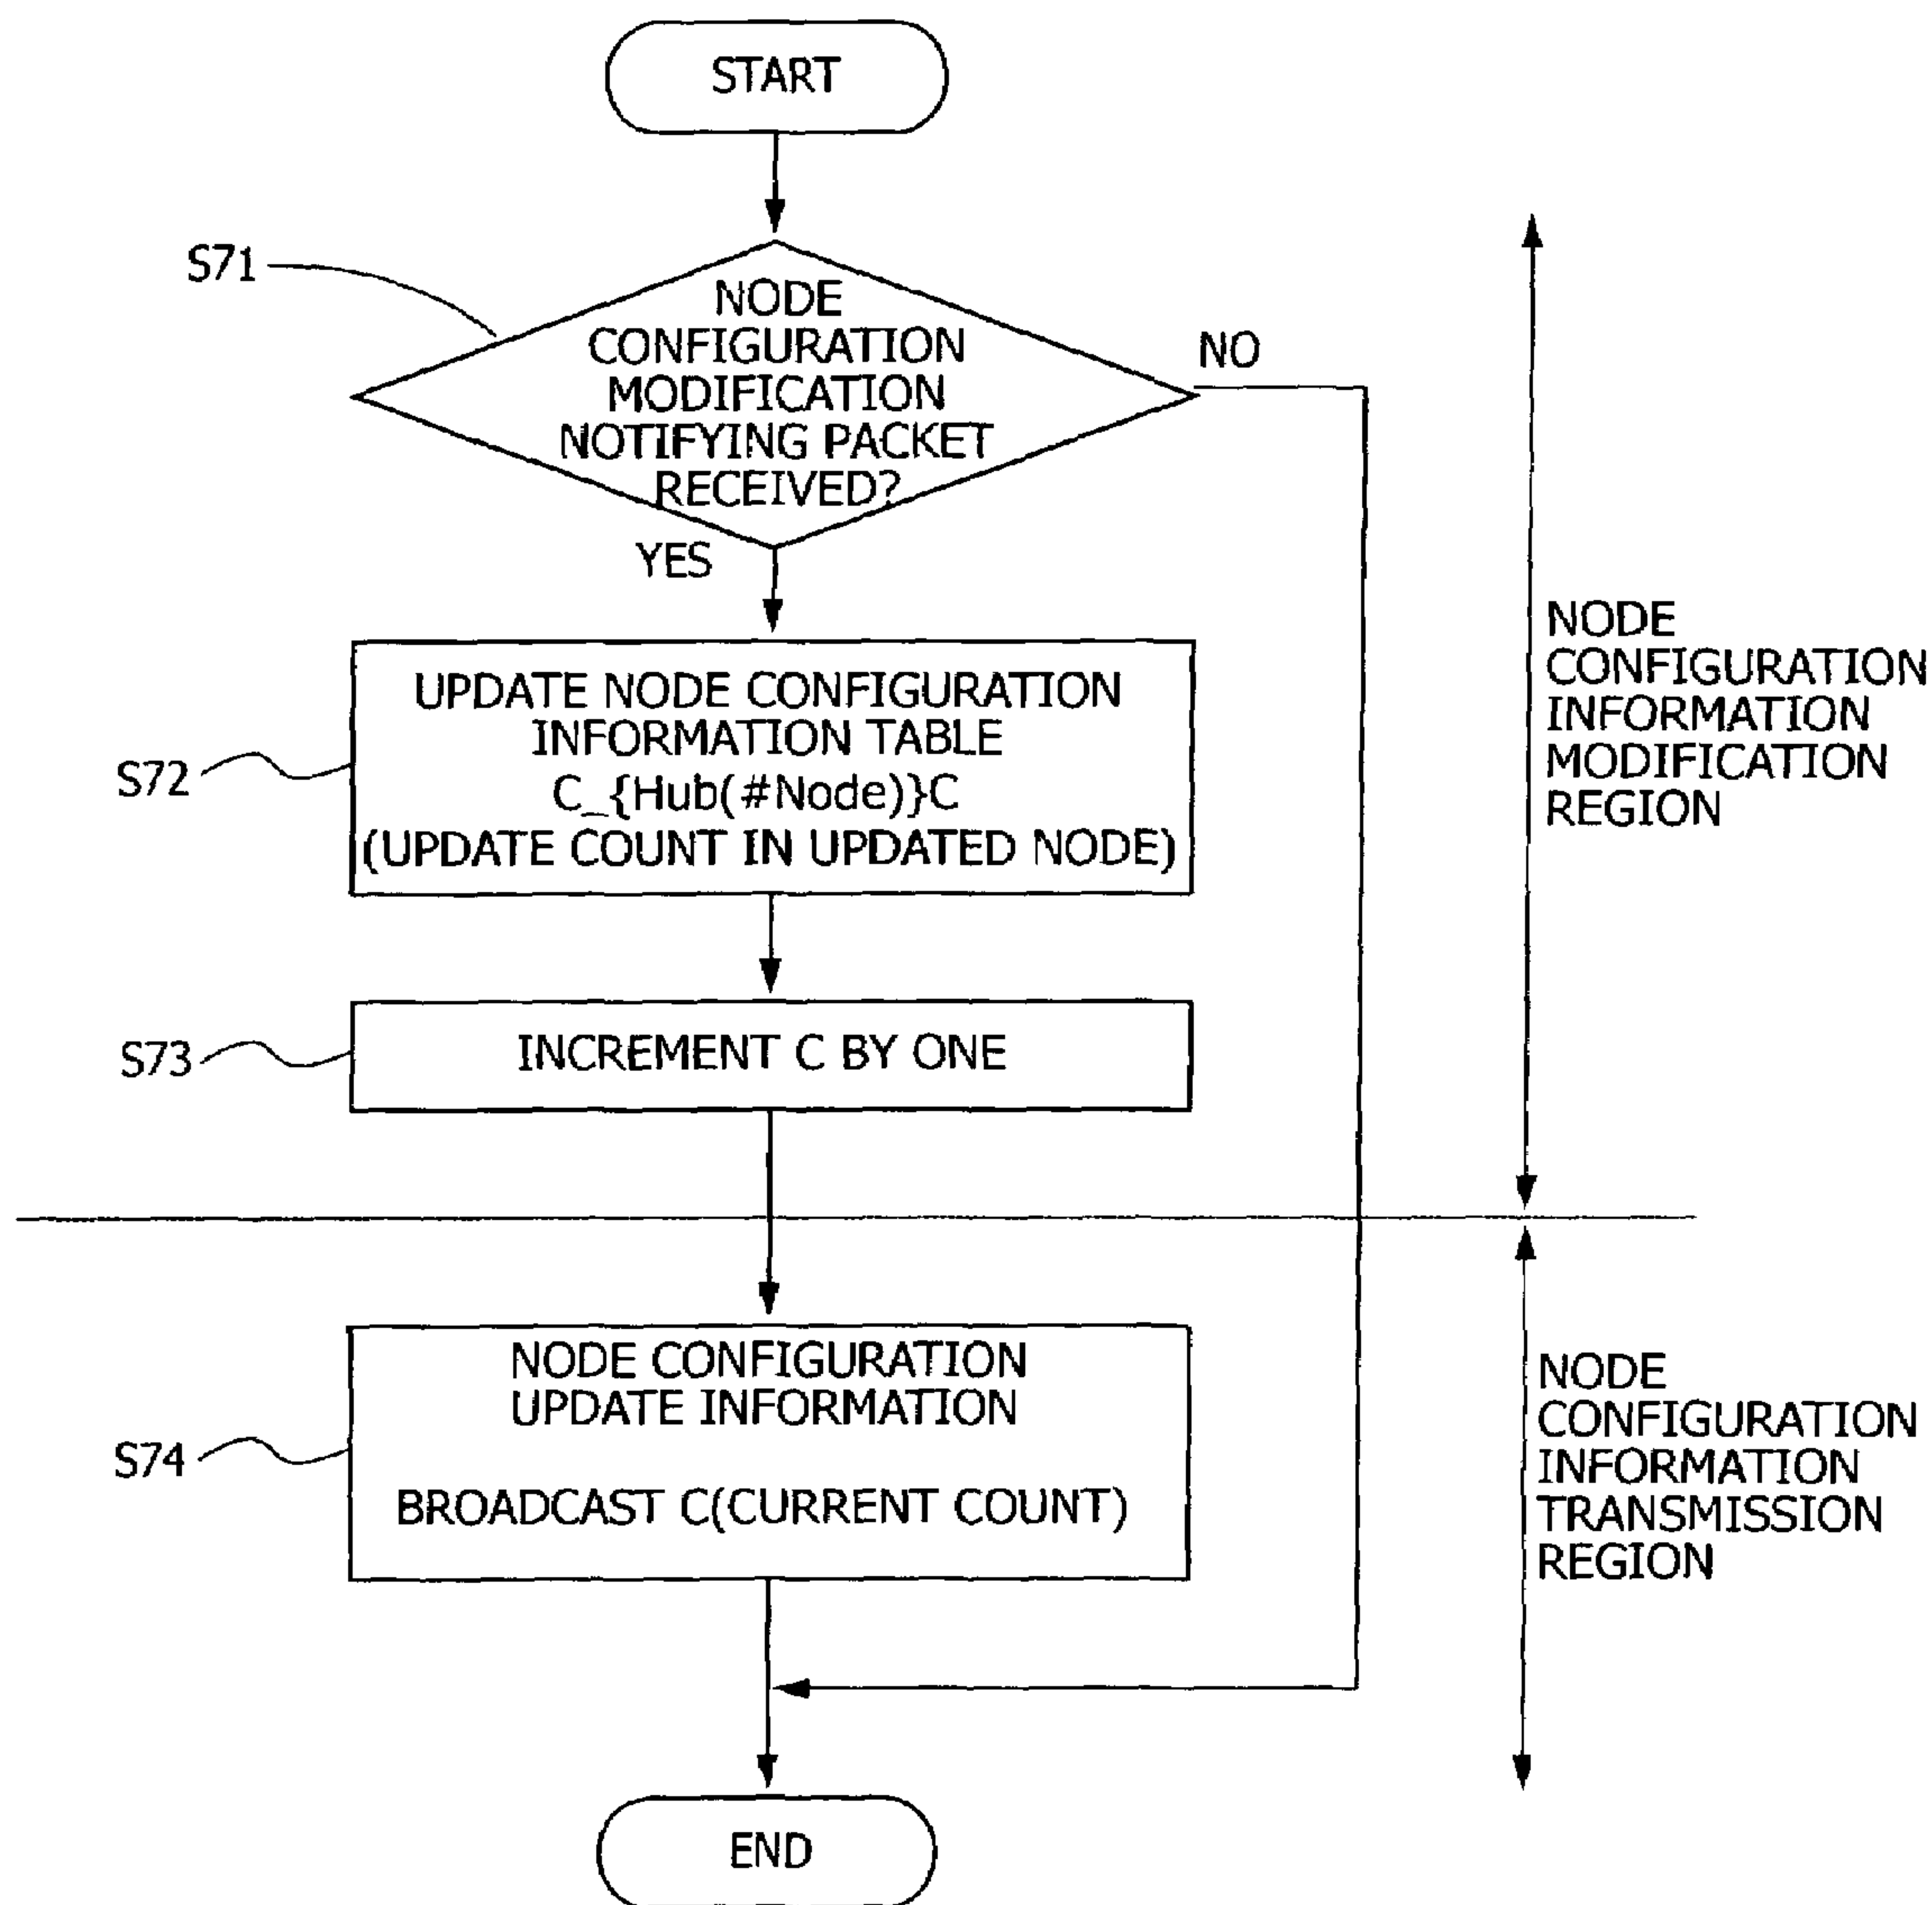 START
S71
NODE
CONFIGURATION
MODIFICATION
NOTIFYING PACKET
RECEIVED?
NO
YES
S72
UPDATE NODE CONFIGURATION
INFORMATION TABLE
C_{Hub(#Node)}C
(UPDATE COUNT IN UPDATED NODE)
S73
INCREMENT C BY ONE
NODE
CONFIGURATION
INFORMATION
MODIFICATION
REGION
S74
NODE CONFIGURATION
UPDATE INFORMATION
BROADCAST C(CURRENT COUNT)
NODE
CONFIGURATION
INFORMATION
TRANSMISSION
REGION
END